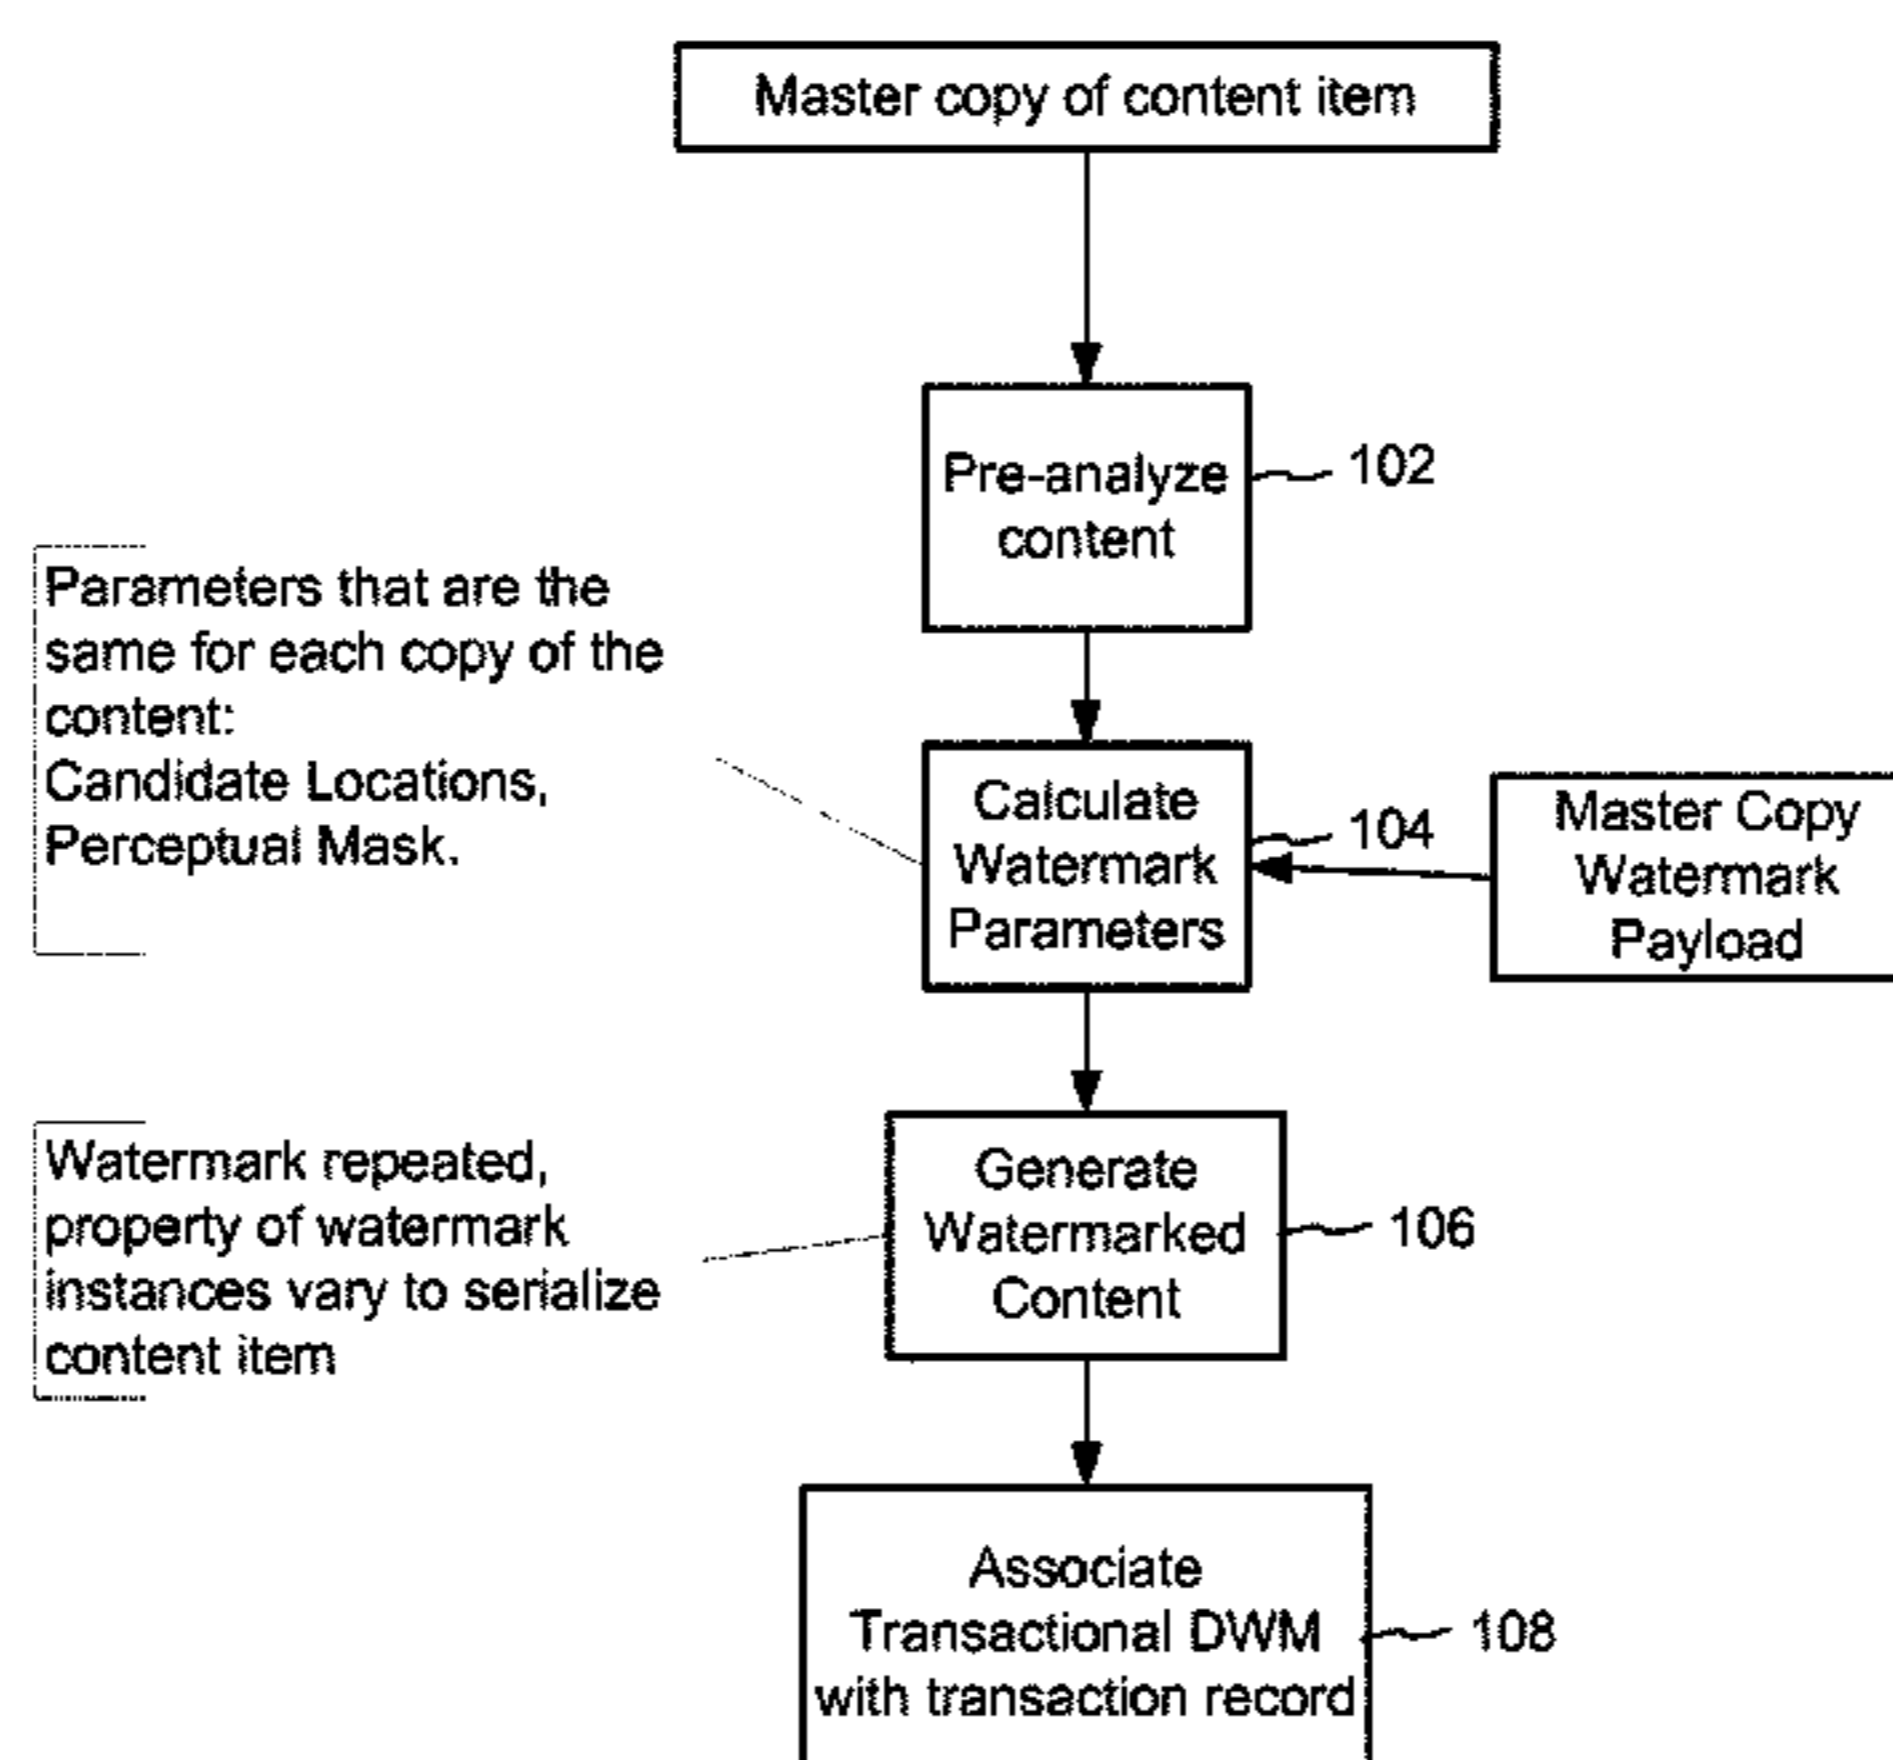 Master copy of content item
Pre-analyze
content
102
Parameters that are the
same for each copy of the
content:
Candidate Locations,
Perceptual Mask.
Calculate
Watermark
Parameters
104
Master Copy
Watermark
Payload
Watermark repeated,
property of watermark
instances vary to serialize
content item
Generate
Watermarked
Content
106
Associate
Transactional DWM
with transaction record
108